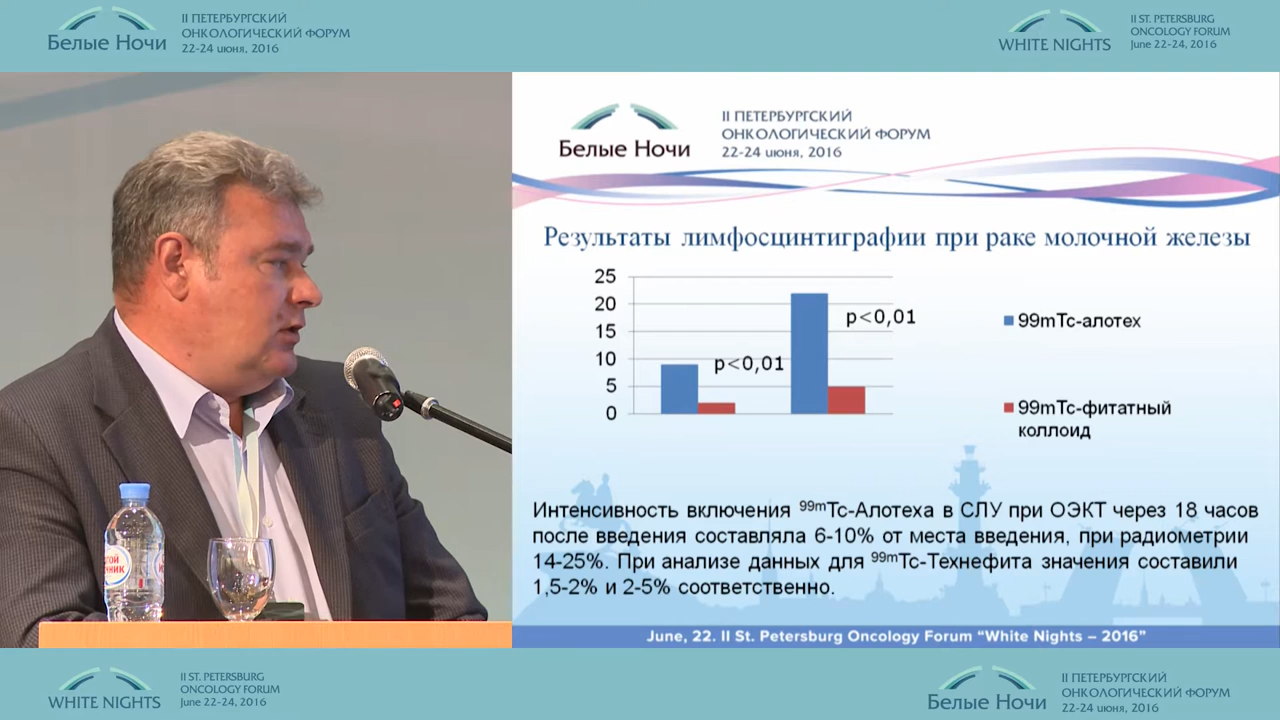 II ПЕТЕРБУРГСКИЙ
ОНКОЛОГИЧЕСКИЙ ФОРУМ
22-24 июня, 2016
Белые Ночи
WHITE NIGHTS
II ST. PETERSBURG
ONCOLOGY FORUM
June 22-24, 2016
Белые Ночи
II ПЕТЕРБУРГСКИЙ
ОНКОЛОГИЧЕСКИЙ ФОРУМ
22-24 июня, 2016
Результаты лимфосцинтиграфии при раке молочной железы
25
20
15
10
5
0
p<0,01
p<0,01
99mTc-алотех
99mTc-фитатный
коллоид
Интенсивность включения 99mTc-Алотеха в СЛУ при ОЭКТ через 18 часов
после введения составляла 6-10% от места введения, при радиометрии
14-25%. При анализе данных для 99mTc-Технефита значения составили
1,5-2% и 2-5% соответственно.
June, 22. II St. Petersburg Oncology Forum “White Nights – 2016”
WHITE NIGHTS
II ST. PETERSBURG
ONCOLOGY FORUM
June 22-24, 2016
Белые Ночи
II ПЕТЕРБУРГСКИЙ
ОНКОЛОГИЧЕСКИЙ ФОРУМ
22-24 июня, 2016